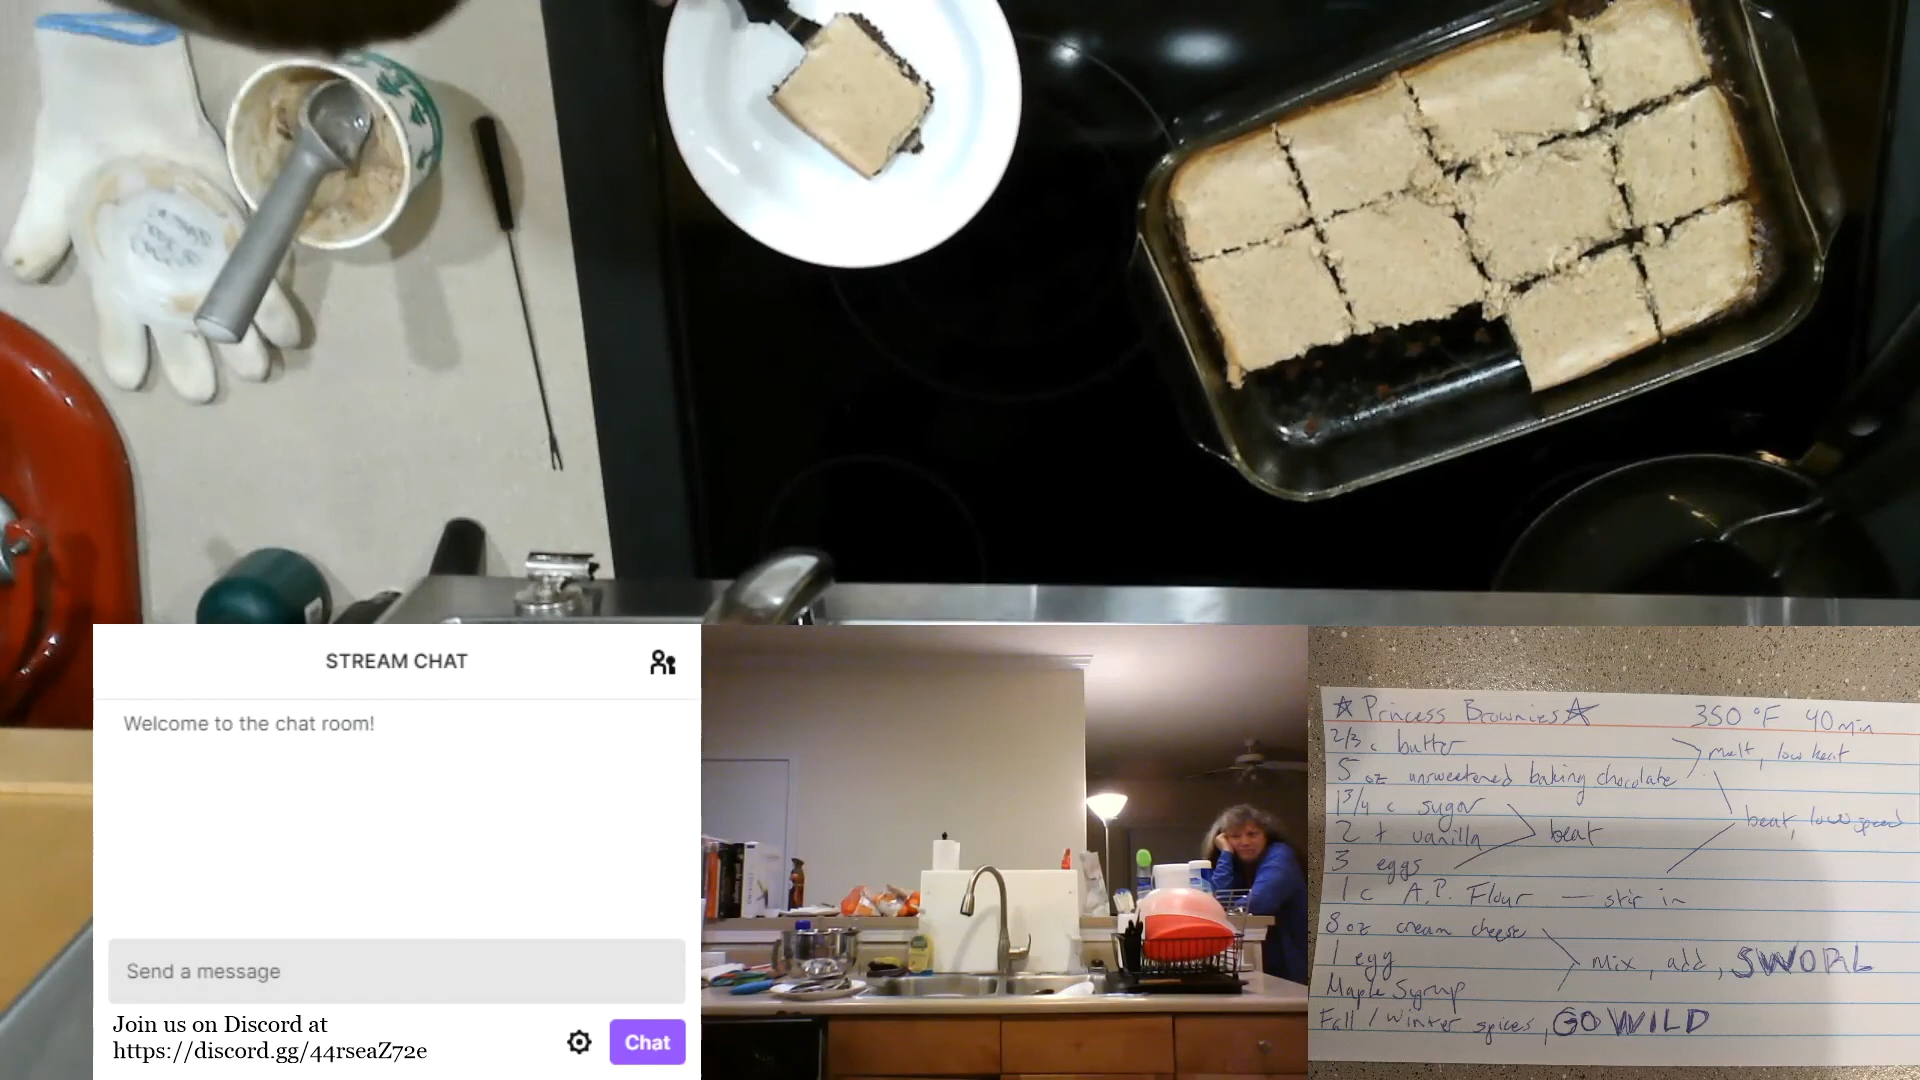 STREAM CHAT
Welcome to the chat room!
Send a message
Join us on Discord at
https://discord.gg/44rseaZ72e
Chat
☆ Princess Brownies ☆ 350 °F 40 min
2/3 c butter
melt, low heat
5 oz unsweetened baking chocolate
1 3/4 c sugar
beat, low speed
2 t vanilla
beat
3 eggs
1 c A.P. Flour — stir in
8 oz cream cheese
1 egg
mix, add, SWORL
Maple Syrup
Fall / Winter spices, GO WILD